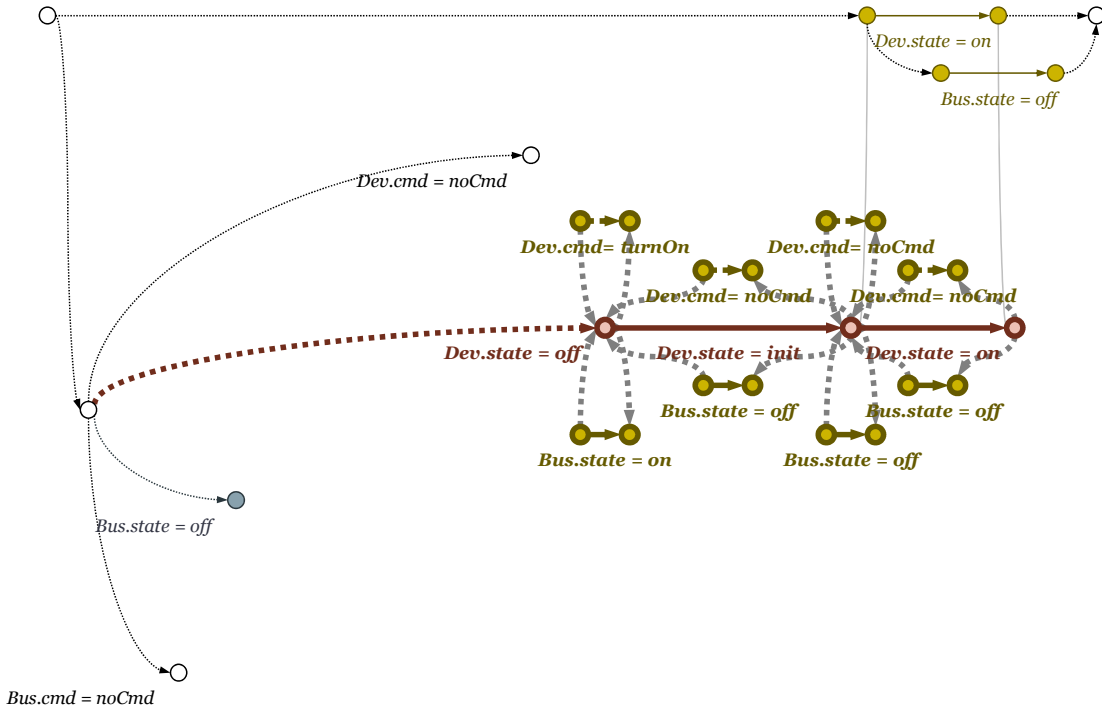 Dev.state = on
Bus.state = off
Dev.cmd = noCmd
Dev.cmd= turnOn
Dev.cmd= noCmd
Dev.cmd= noCmd
Dev.cmd= noCmd
Dev.state = off
Dev.state = init
Dev.state = on
Bus.state = off
Bus.state = off
Bus.state = on
Bus.state = off
Bus.state = off
Bus.cmd = noCmd